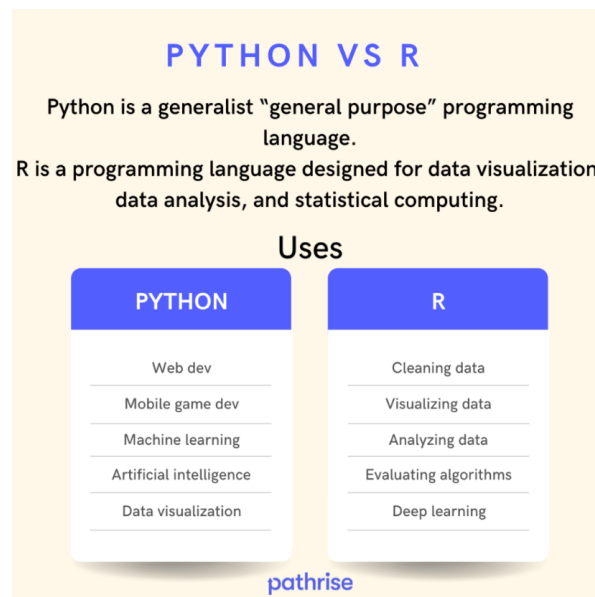 PYTHON VS R
Python is a generalist “general purpose” programming
language.
R is a programming language designed for data visualization
data analysis, and statistical computing.
Uses
PYTHON
Web dev
Mobile game dev
Machine learning
Artificial intelligence
Data visualization
R
Cleaning data
Visualizing data
Analyzing data
Evaluating algorithms
Deep learning
pathrise